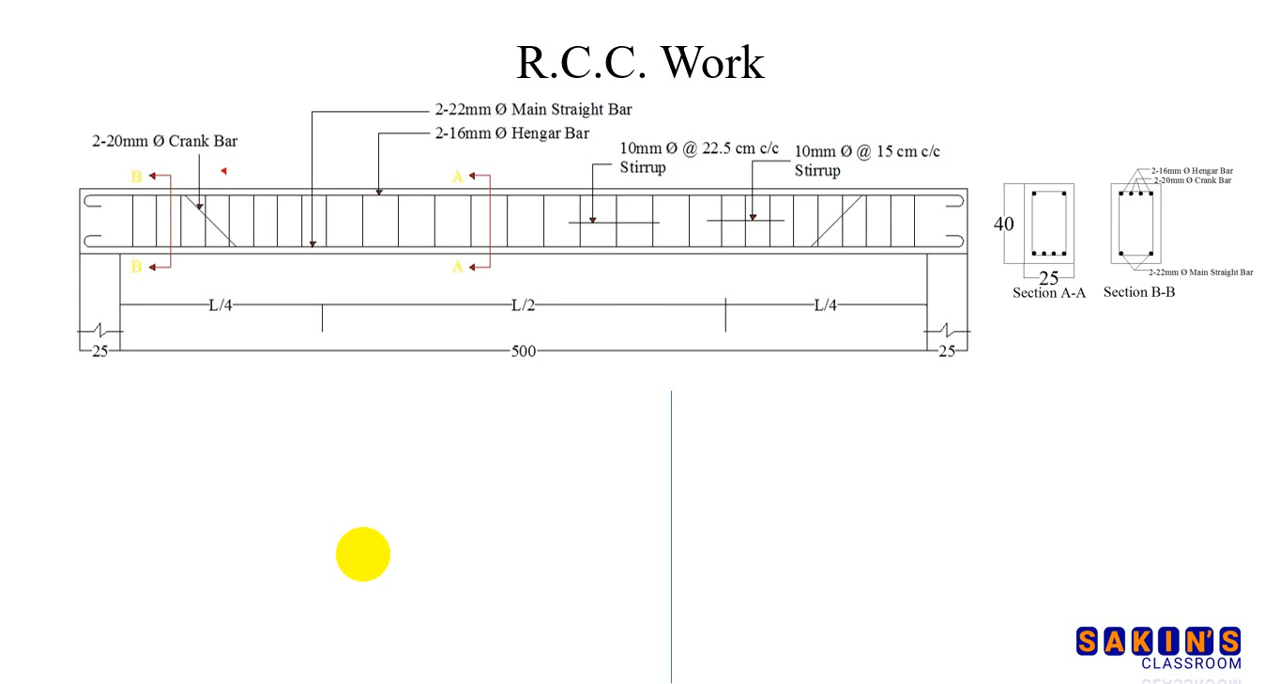 R.C.C. Work
2-22mm Ø Main Straight Bar
2-16mm Ø Hengar Bar
2-20mm Ø Crank Bar
10mm Ø @ 22.5 cm c/c
Stirrup
10mm Ø @ 15 cm c/c
Stirrup
B
A
B
A
L/4
L/2
L/4
25
500
25
40
25
Section A-A
2-16mm Ø Hengar Bar
2-20mm Ø Crank Bar
2-22mm Ø Main Straight Bar
Section B-B
SAKIN'S
CLASSROOM